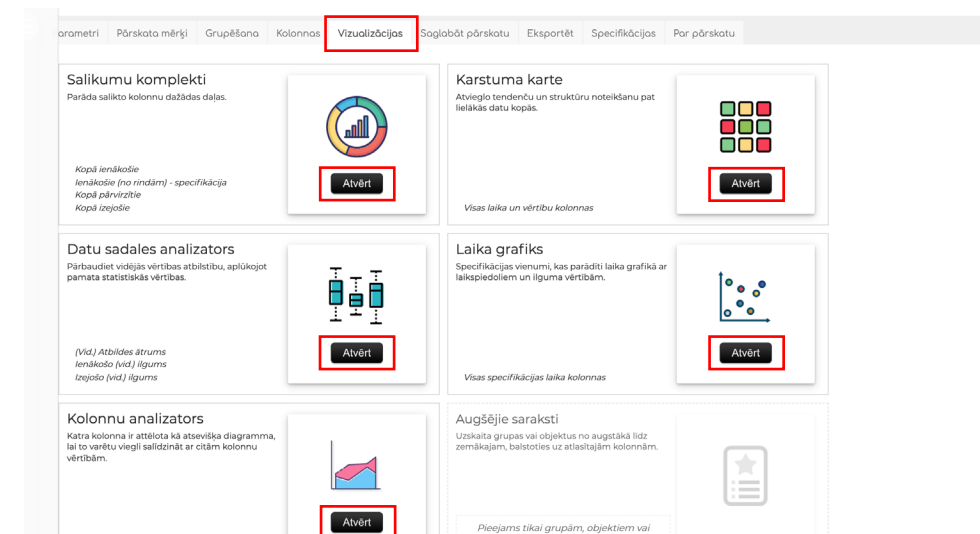 arametri Pārskata mērķi Grupēšana Kolonnas Vizualizācijas Saglabāt pārskatu Eksportēt Specifikācijas Par pārskatu
Salikumu komplekti
Parāda salikto kolonnu dažādas daļas.
Kopā ienākošie
Ienākošie (no rindām) - specifikācija
Kopā pārvirzītie
Kopā izejošie
Atvērt
Karstuma karte
Atvieglo tendenču un struktūru noteikšanu pat
lielākās datu kopās.
Visas laika un vērtību kolonnas
Atvērt
Datu sadales analizators
Pārbaudiet vidējās vērtības atbilstību, aplūkojot
pamata statistiskās vērtības.
(Vid.) Atbildes ātrums
Ienākošo (vid.) ilgums
Izejošo (vid.) ilgums
Atvērt
Laika grafiks
Specifikācijas vienumi, kas parādīti laika grafikā ar
laikspiedoliem un ilguma vērtībām.
Visas specifikācijas laika kolonnas
Atvērt
Kolonnu analizators
Katra kolonna ir attēlota kā atsevišķa diagramma,
lai to varētu viegli salīdzināt ar citām kolonnu
vērtībām.
Atvērt
Augšējie saraksti
Uzskaita grupas vai objektus no augstākā līdz
zemākajam, balstoties uz atlasītajām kolonnām.
Pieejams tikai grupām, objektiem vai